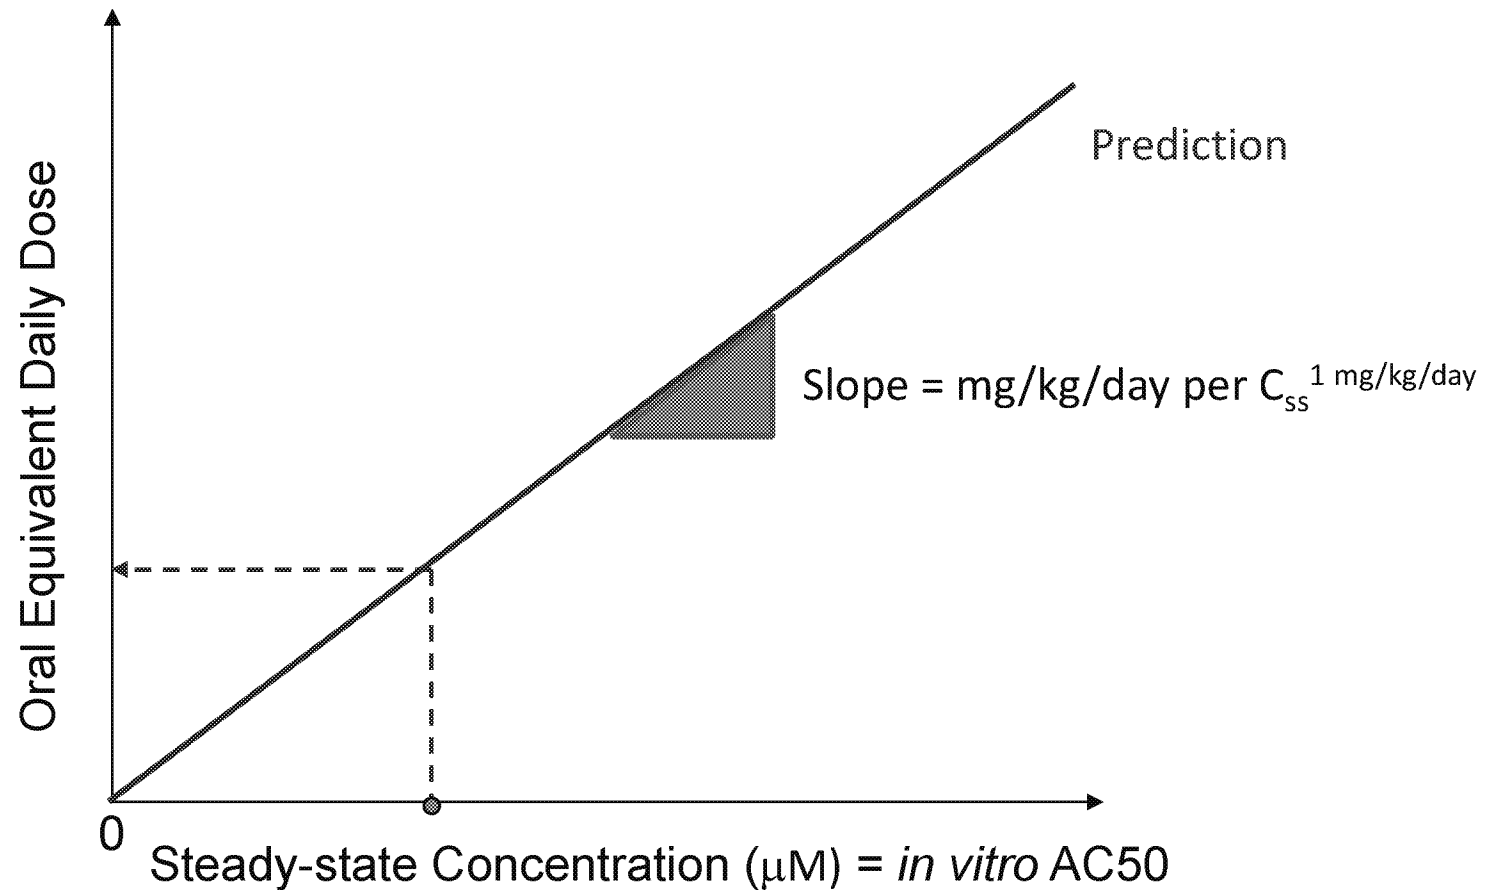 Oral Equivalent Daily Dose
Prediction
Slope = mg/kg/day per Css1 mg/kg/day
0
Steady-state Concentration (μM) = in vitro AC50